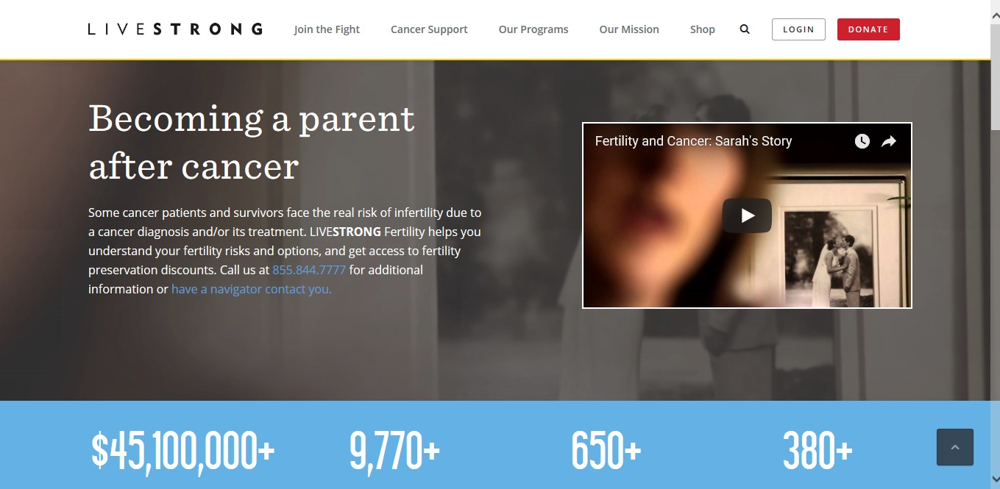 LIVESTRONG Join the Fight Cancer Support Our Programs Our Mission Shop LOGIN DONATE
Becoming a parent
after cancer
Some cancer patients and survivors face the real risk of infertility due to
a cancer diagnosis and/or its treatment. LIVESTRONG Fertility helps you
understand your fertility risks and options, and get access to fertility
preservation discounts. Call us at 855.844.7777 for additional
information or have a navigator contact you.
Fertility and Cancer: Sarah's Story
$45,100,000+ 9,770+ 650+ 380+